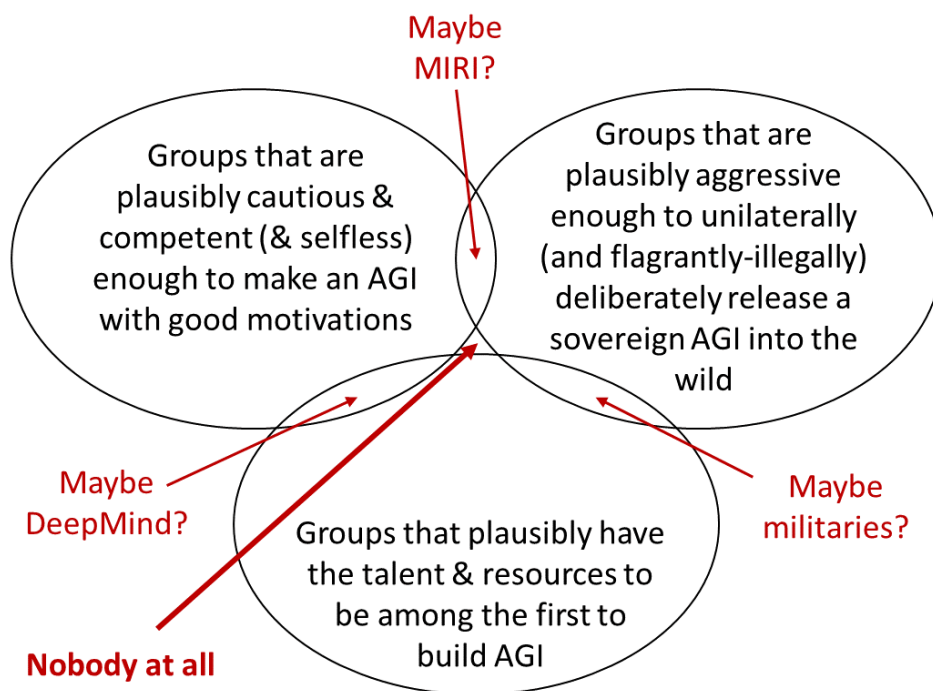 Maybe
MIRI?
Groups that are
plausibly cautious &
competent (& selfless)
enough to make an AGI
with good motivations
Groups that are
plausibly aggressive
enough to unilaterally
(and flagrantly-illegally)
deliberately release a
sovereign AGI into the
wild
Maybe
DeepMind?
Maybe
militaries?
Groups that plausibly have
the talent & resources to
be among the first to
build AGI
Nobody at all